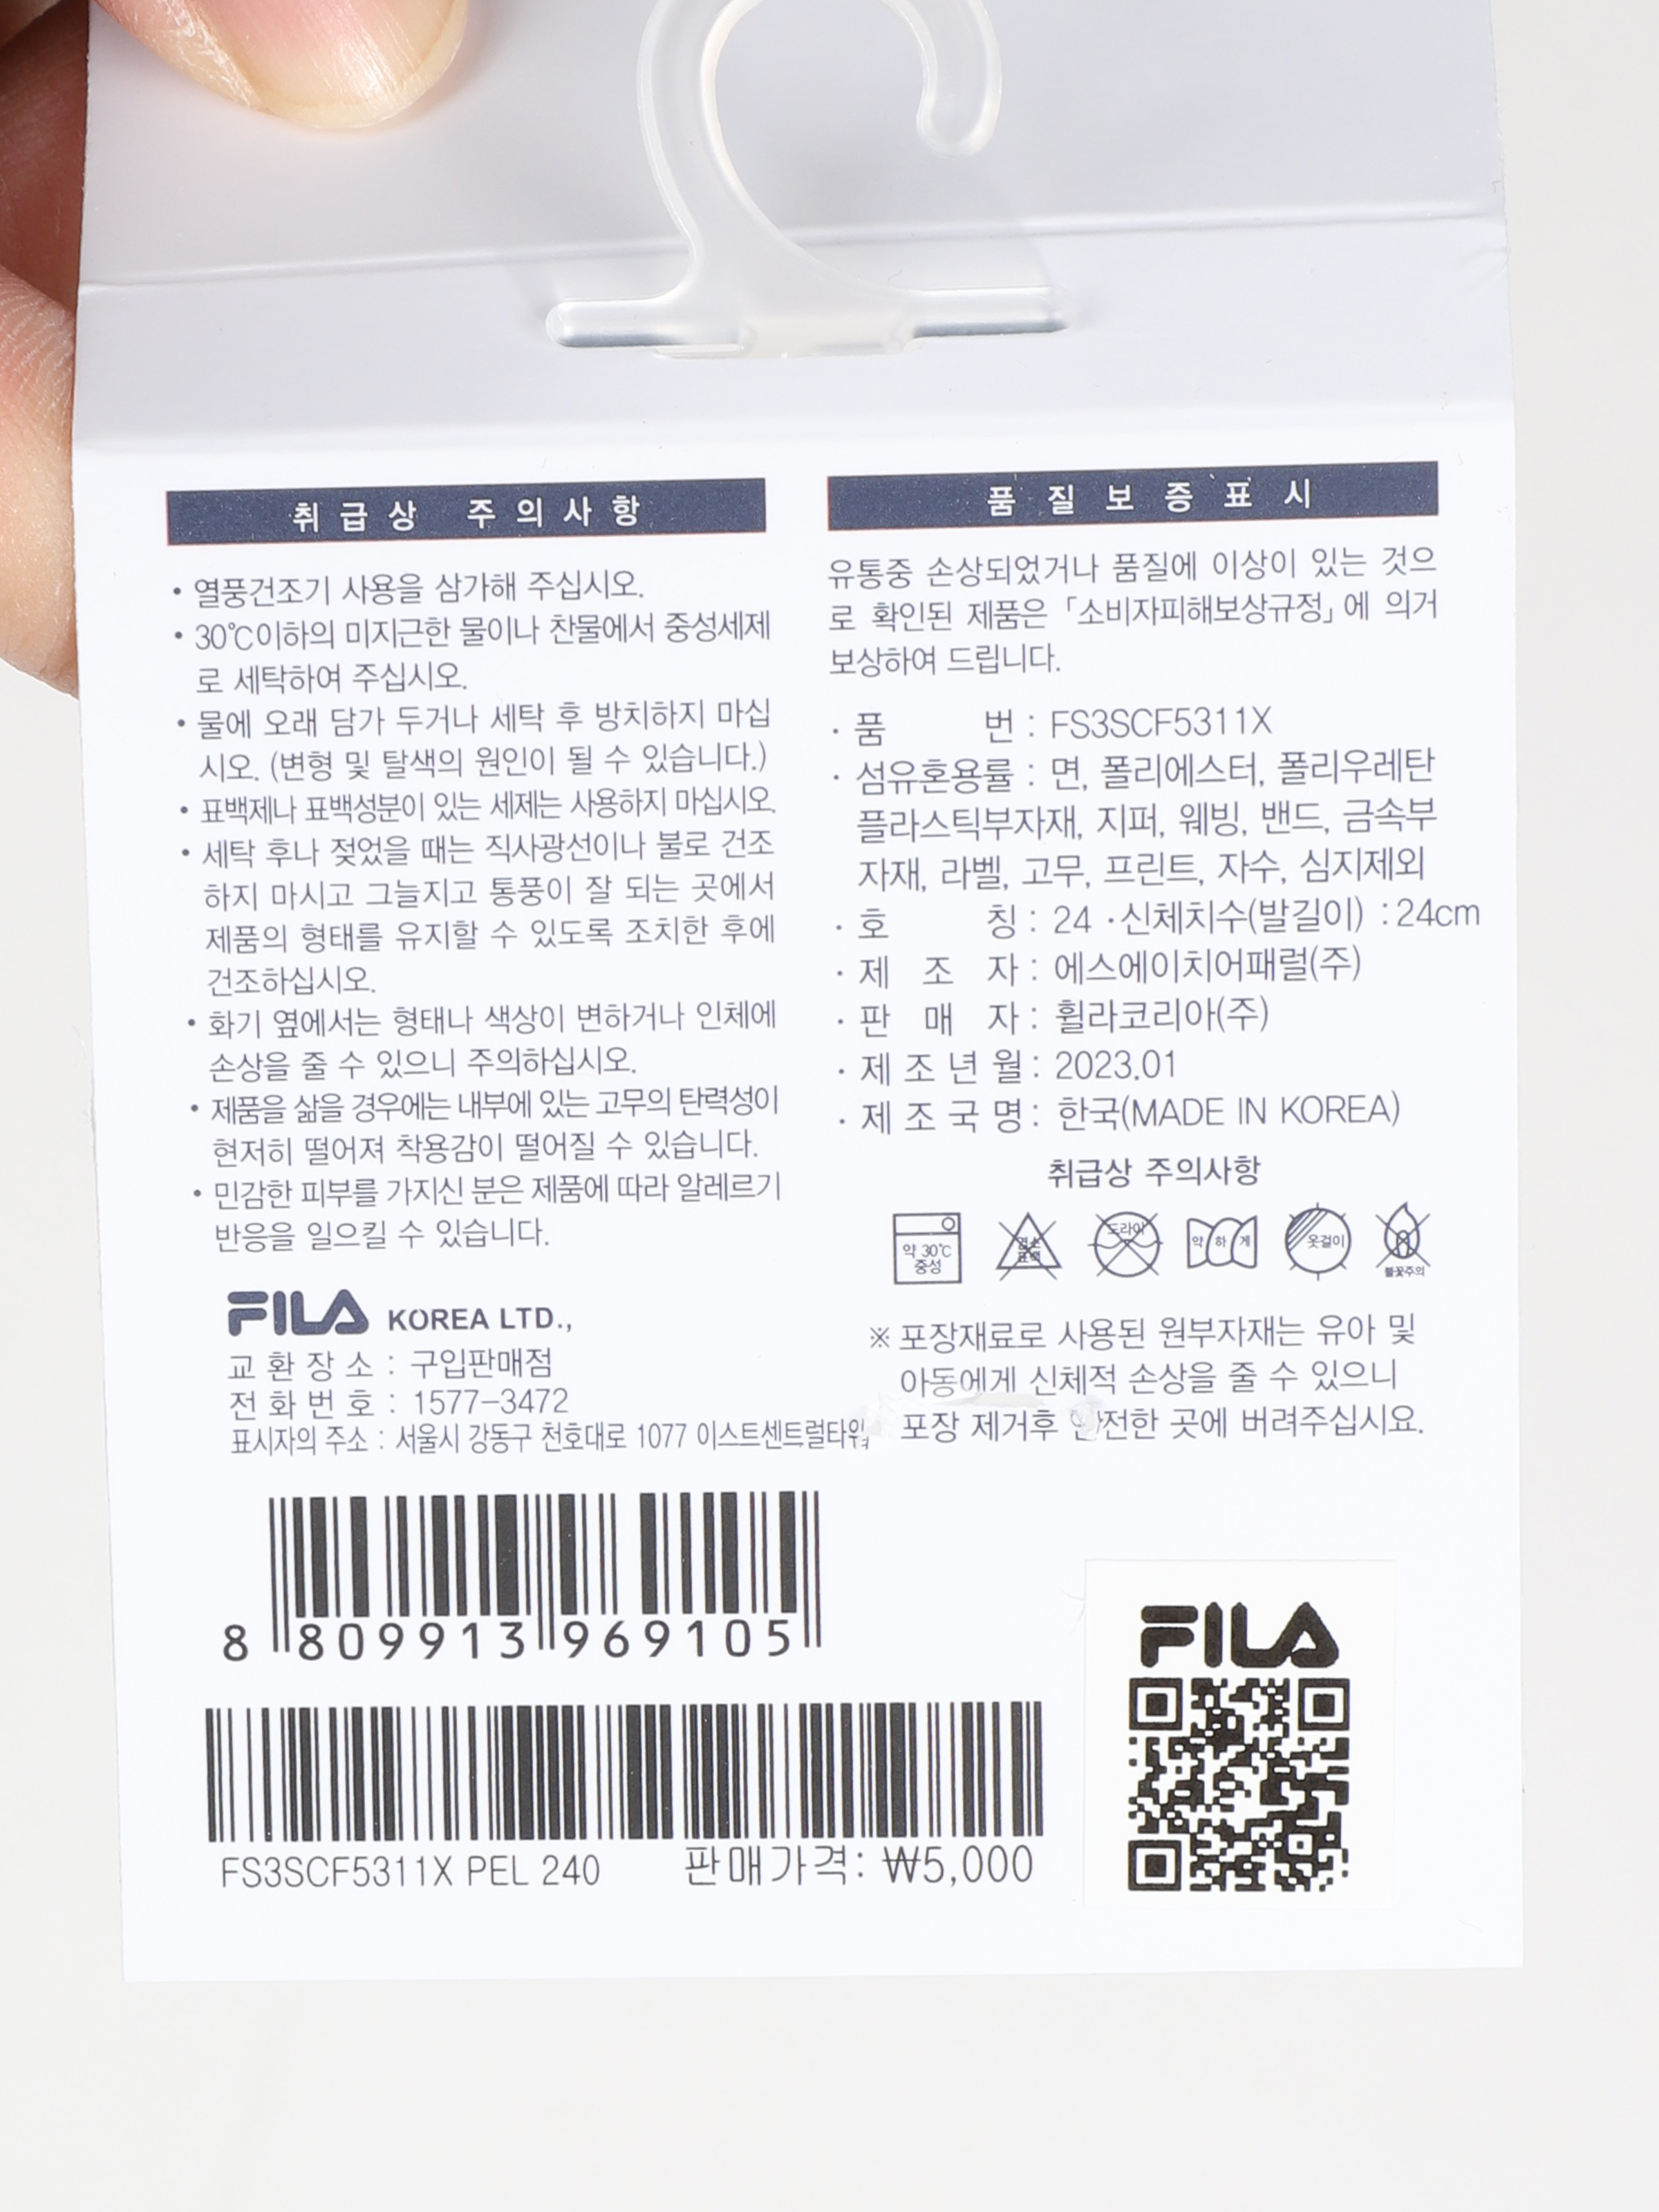 취급상 주의사항
• 열풍건조기 사용을 삼가해 주십시오.
• 30℃이하의 미지근한 물이나 찬물에서 중성세제
로 세탁하여 주십시오.
• 물에 오래 담가 두거나 세탁 후 방치하지 마십
시오. (변형 및 탈색의 원인이 될 수 있습니다.)
• 표백제나 표백성분이 있는 세제는 사용하지 마십시오.
• 세탁 후나 젖었을 때는 직사광선이나 불로 건조
하지 마시고 그늘지고 통풍이 잘 되는 곳에서
제품의 형태를 유지할 수 있도록 조치한 후에
건조하십시오.
• 화기 옆에서는 형태나 색상이 변하거나 인체에
손상을 줄 수 있으니 주의하십시오.
• 제품을 삶을 경우에는 내부에 있는 고무의 탄력성이
현저히 떨어져 착용감이 떨어질 수 있습니다.
• 민감한 피부를 가지신 분은 제품에 따라 알레르기
반응을 일으킬 수 있습니다.
FILA KOREA LTD.,
교환장소 : 구입판매점
전화번호 : 1577-3472
표시자의 주소 : 서울시 강동구 천호대로 1077 이스트센트럴타워
품질보증표시
유통중 손상되었거나 품질에 이상이 있는 것으
로 확인된 제품은 「소비자피해보상규정」에 의거
보상하여 드립니다.
· 품 번 : FS3SCF5311X
· 섬유혼용률 : 면, 폴리에스터, 폴리우레탄
플라스틱부자재, 지퍼, 웨빙, 밴드, 금속부
자재, 라벨, 고무, 프린트, 자수, 심지제외
· 호 칭 : 24 ·신체치수(발길이) : 24cm
· 제 조 자 : 에스에이치어패럴(주)
· 판 매 자 : 휠라코리아(주)
· 제조년월 : 2023.01
· 제조국명 : 한국(MADE IN KOREA)
취급상 주의사항
약 30℃
중성
염소
표백
드라이
약하게
옷걸이
불꽃주의
※ 포장재료로 사용된 원부자재는 유아 및
아동에게 신체적 손상을 줄 수 있으니
포장 제거후 안전한 곳에 버려주십시요.
8 809913 969105
FS3SCF5311X PEL 240 판매가격: ₩5,000
FILA